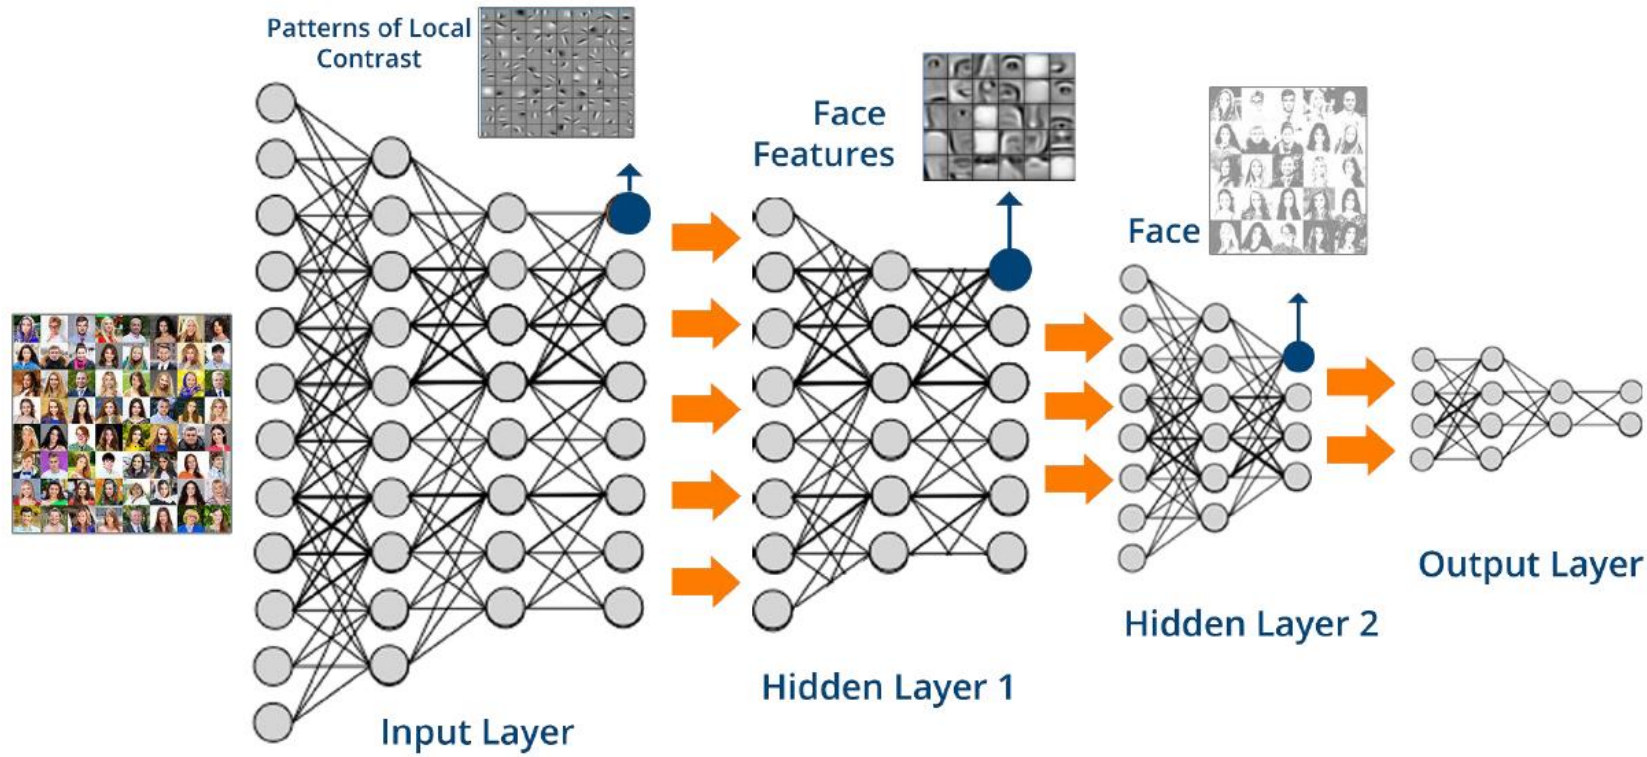 Patterns of Local
Contrast
Face
Features
Face
Input Layer
Hidden Layer 1
Hidden Layer 2
Output Layer